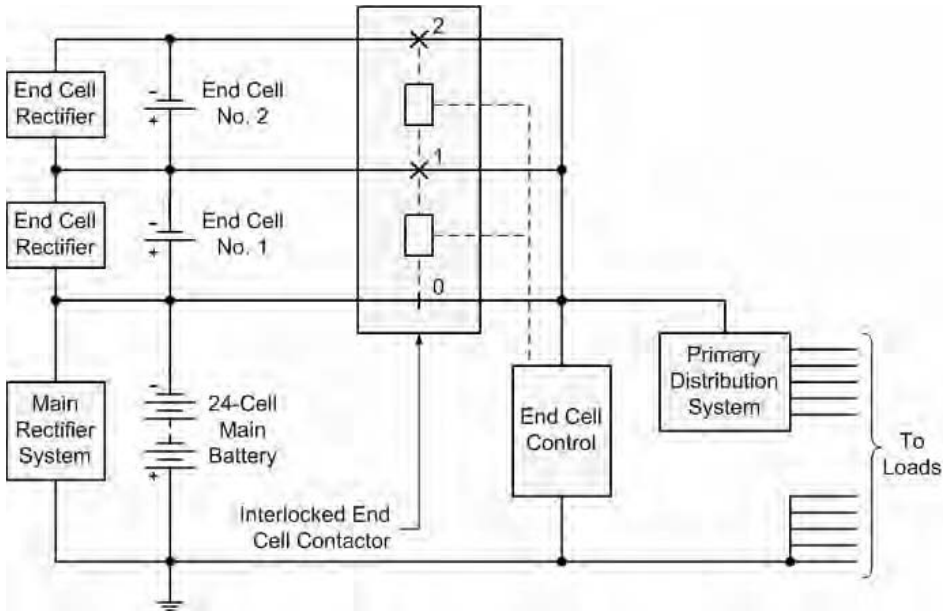 2
End Cell
Rectifier
-
+
End Cell
No. 2
1
End Cell
Rectifier
-
+
End Cell
No. 1
0
Main
Rectifier
System
-
+
24-Cell
Main
Battery
End Cell
Control
Primary
Distribution
System
To
Loads
Interlocked End
Cell Contactor